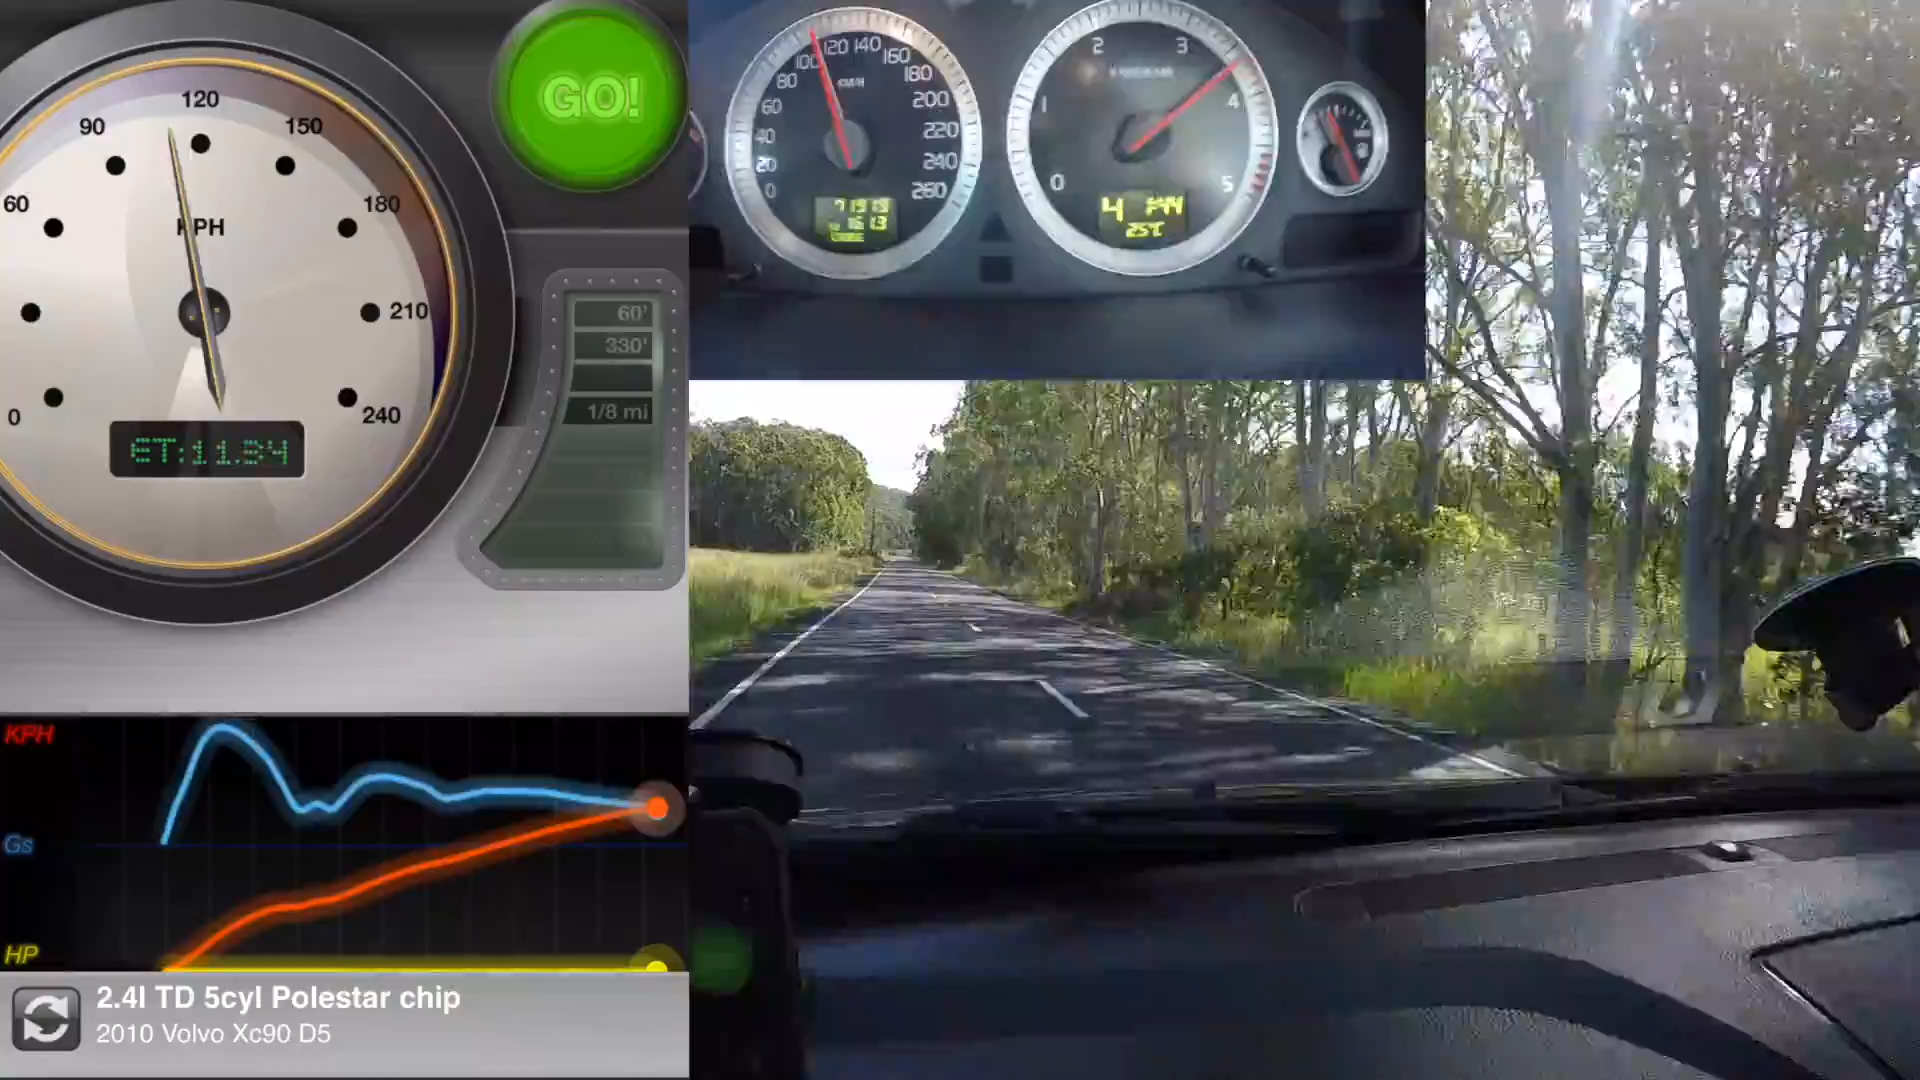 120
90
150
60
180
KPH
210
0
240
ET:11.34
GO!
60'
330'
1/8 mi
KPH
Gs
HP
2.4l TD 5cyl Polestar chip
2010 Volvo Xc90 D5
0
20
40
60
80
100
120
140
160
180
200
220
240
260
KM/H
0
1
2
3
4
5
4
25°C